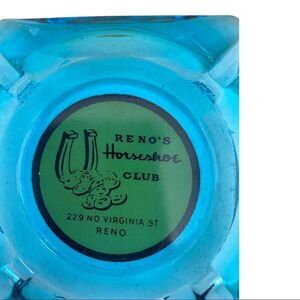 RENO'S
Horseshoe
CLUB
229 NO VIRGINIA ST
RENO